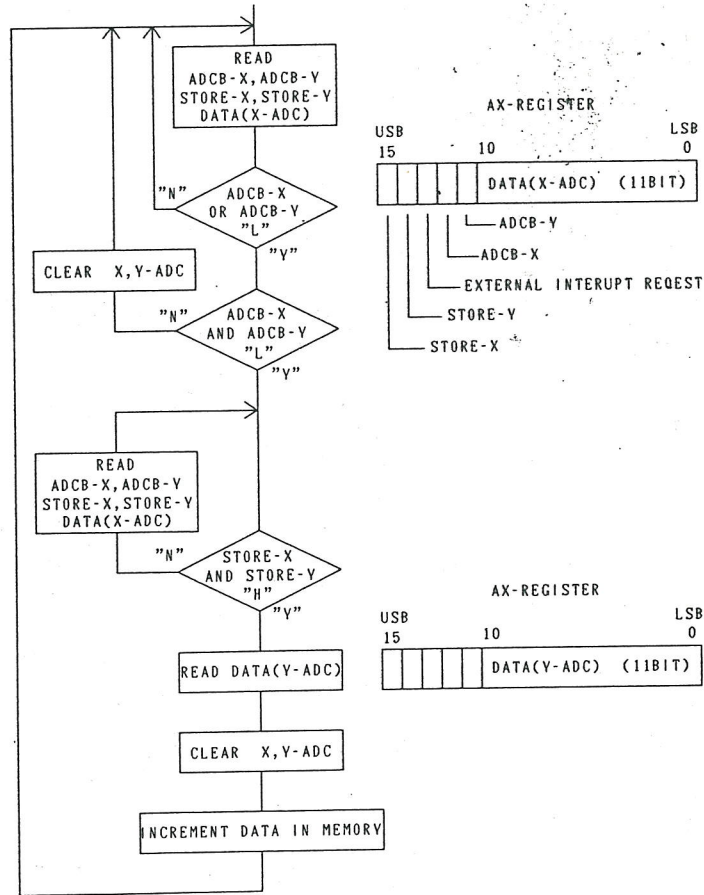 READ
ADCB-X,ADCB-Y
STORE-X,STORE-Y
DATA(X-ADC)
"N"
ADCB-X
OR ADCB-Y
"L"
"Y"
CLEAR X,Y-ADC
"N"
ADCB-X
AND ADCB-Y
"L"
"Y"
READ
ADCB-X,ADCB-Y
STORE-X,STORE-Y
DATA(X-ADC)
"N"
STORE-X
AND STORE-Y
"H"
"Y"
READ DATA(Y-ADC)
CLEAR X,Y-ADC
INCREMENT DATA IN MEMORY
AX-REGISTER
USB LSB
15 10 0
DATA(X-ADC) (11BIT)
ADCB-Y
ADCB-X
EXTERNAL INTERUPT REQEST
STORE-Y
STORE-X
AX-REGISTER
USB LSB
15 10 0
DATA(Y-ADC) (11BIT)